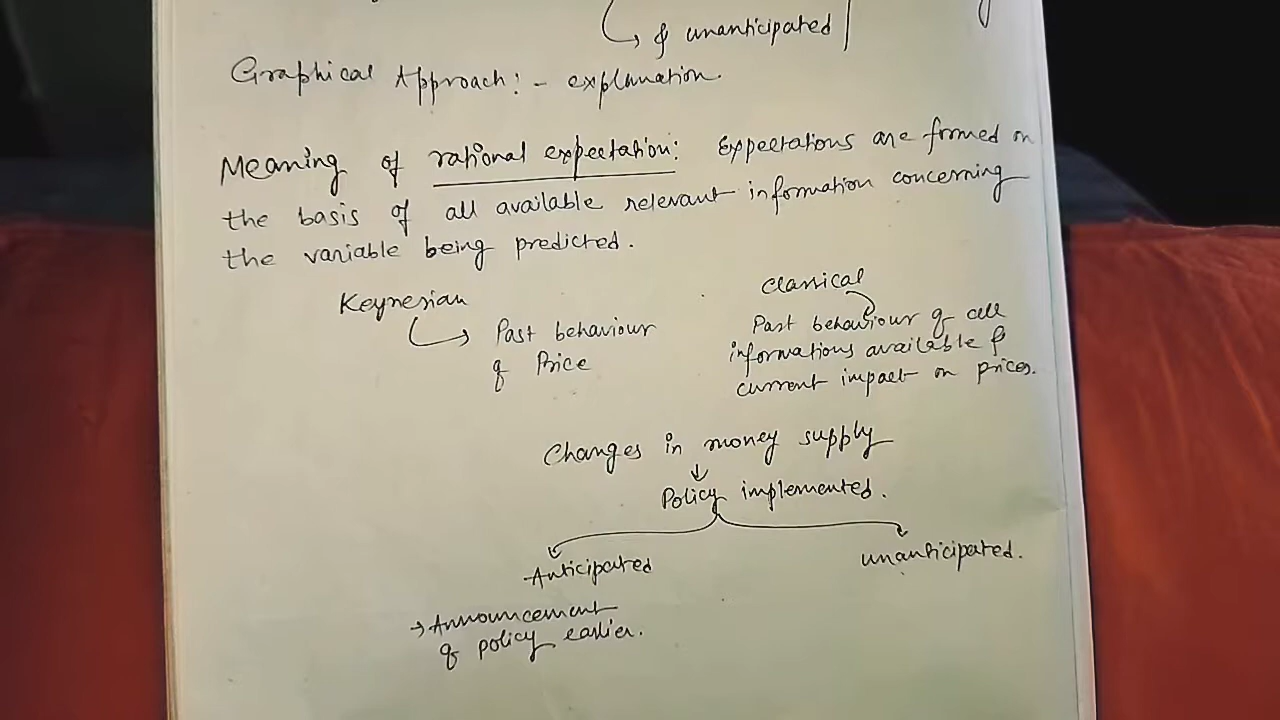 & unanticipated
Graphical Approach: - explanation.
Meaning of rational expectation: Expectations are formed on
the basis of all available relevant information concerning
the variable being predicted.
Keynesian
Classical
Past behaviour
of Price
Past behaviour of all
informations available &
current impact on prices.
Changes in money supply
Policy implemented.
Anticipated
unanticipated.
→ Announcement
of policy earlier.